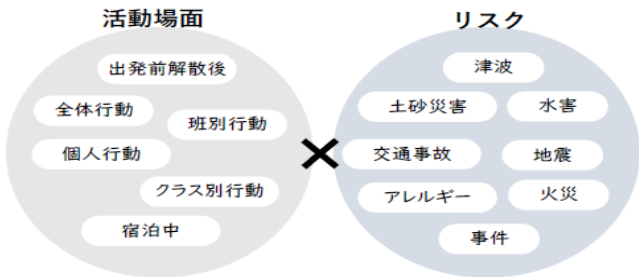 活動場面
出発前解散後
全体行動
班別行動
個人行動
クラス別行動
宿泊中
×
リスク
津波
土砂災害
水害
交通事故
地震
アレルギー
火災
事件